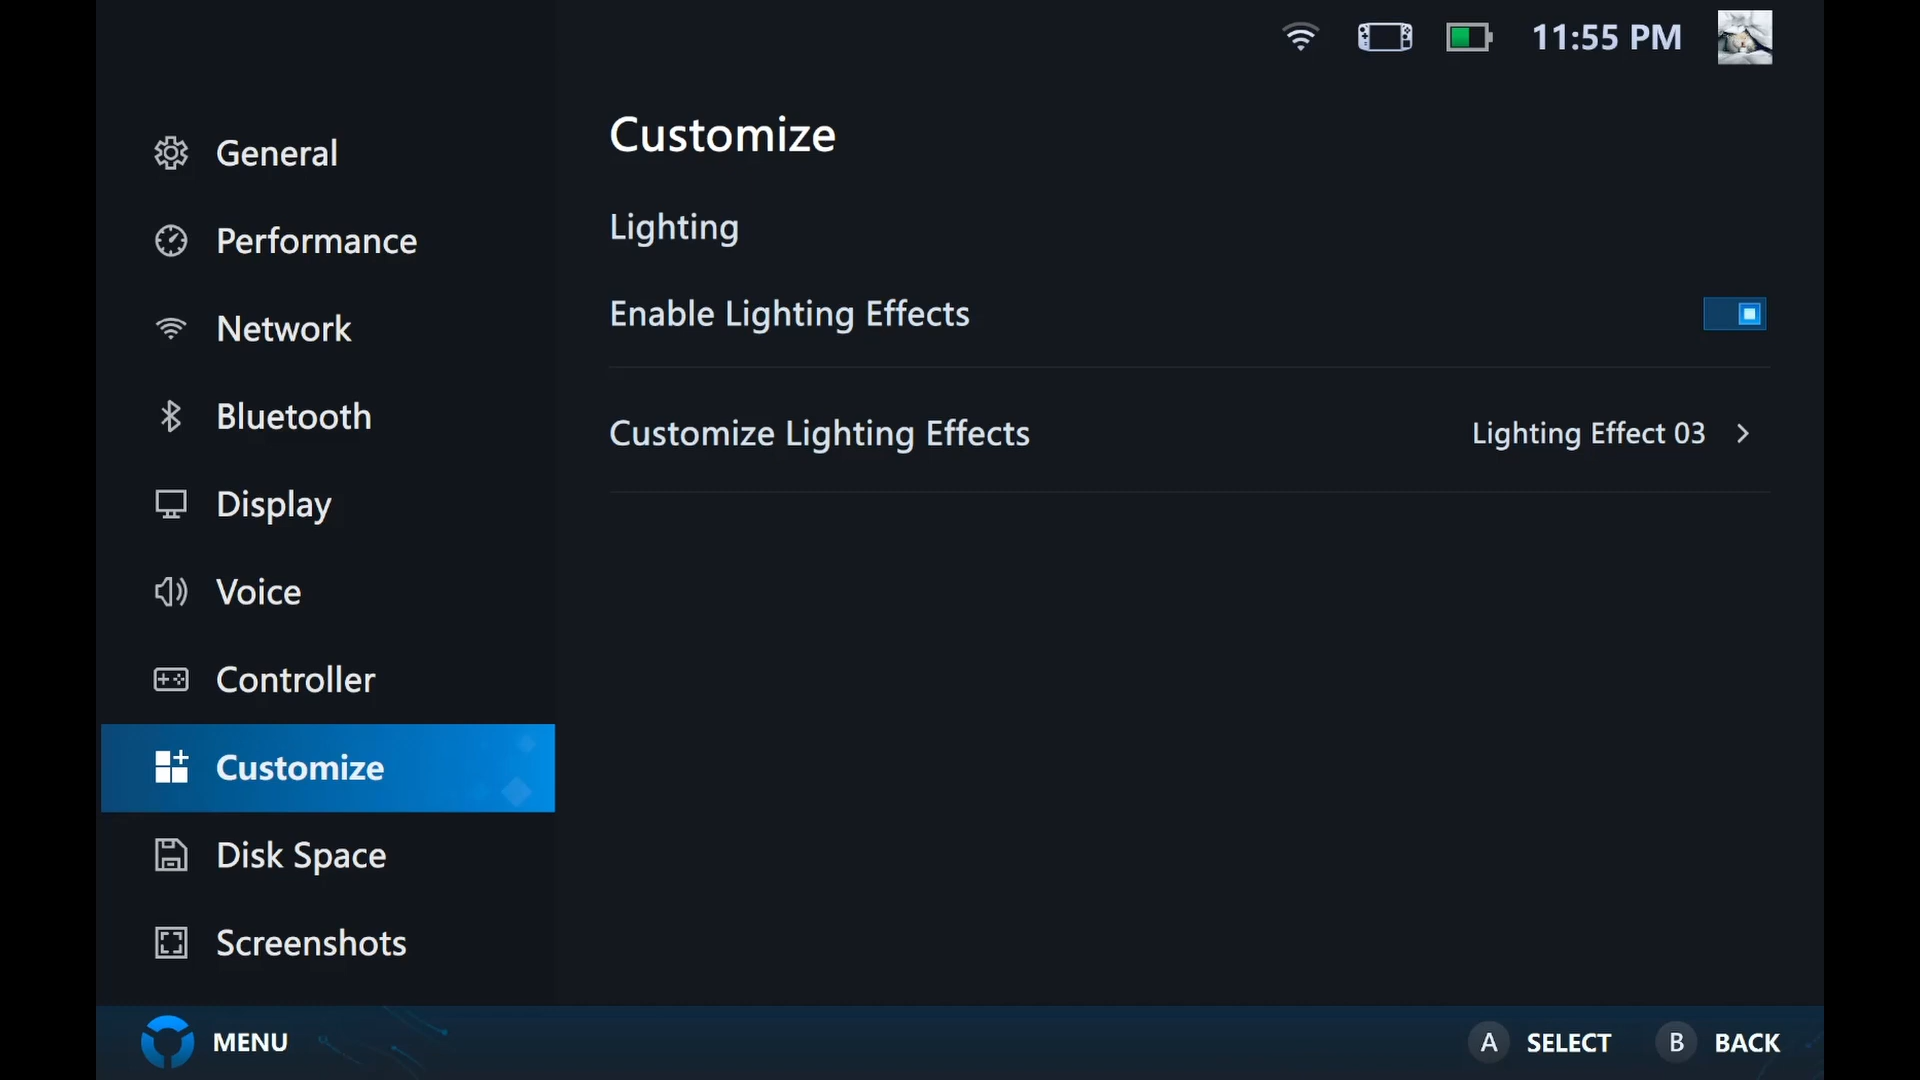 11:55 PM
General
Performance
Network
Bluetooth
Display
Voice
Controller
Customize
Disk Space
Screenshots
Customize
Lighting
Enable Lighting Effects
Customize Lighting Effects
Lighting Effect 03
MENU
A SELECT
B BACK